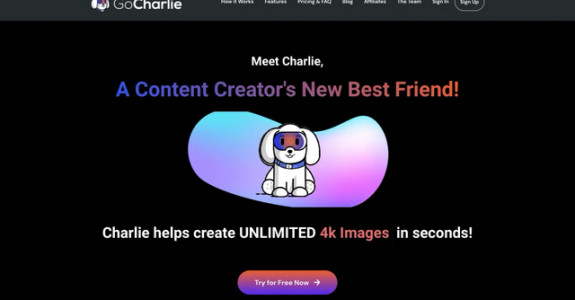 GoCharlie
How it Works Features Pricing & FAQ Blog Affiliates The Team Sign In Sign Up
Meet Charlie,
A Content Creator's New Best Friend!
Charlie helps create UNLIMITED 4k Images in seconds!
Try for Free Now →